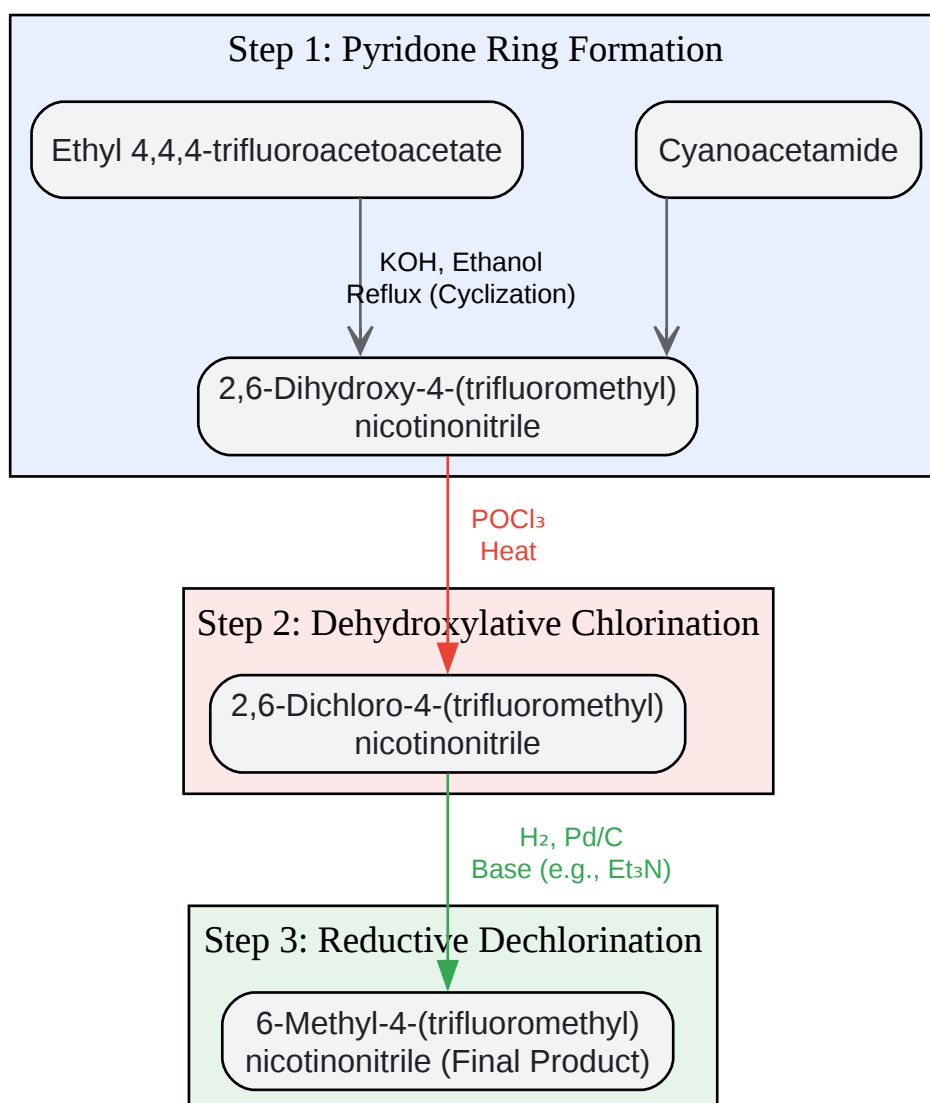 Step 1: Pyridone Ring Formation
Ethyl 4,4,4-trifluoroacetoacetate
Cyanoacetamide
KOH, Ethanol
Reflux (Cyclization)
2,6-Dihydroxy-4-(trifluoromethyl)
nicotinonitrile
POCl₃
Heat
Step 2: Dehydroxylative Chlorination
2,6-Dichloro-4-(trifluoromethyl)
nicotinonitrile
H₂, Pd/C
Base (e.g., Et₃N)
Step 3: Reductive Dechlorination
6-Methyl-4-(trifluoromethyl)
nicotinonitrile (Final Product)